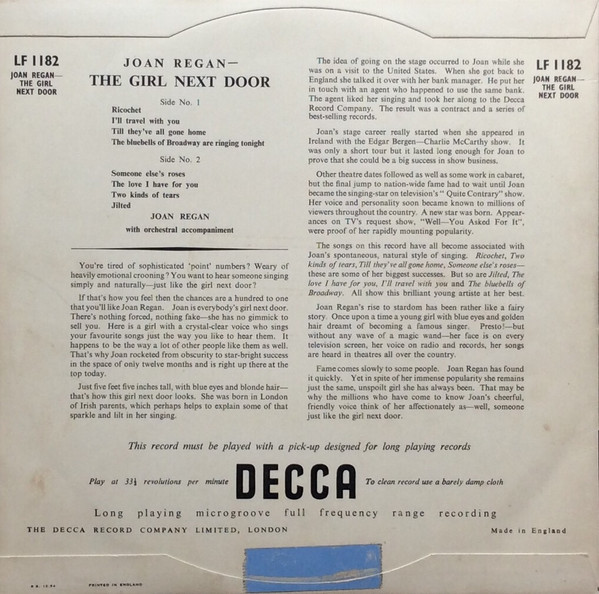 LF 1182
JOAN REGAN—
THE GIRL
NEXT DOOR
JOAN REGAN—
THE GIRL NEXT DOOR
Side No. 1
Ricochet
I'll travel with you
Till they've all gone home
The bluebells of Broadway are ringing tonight
Side No. 2
Someone else's roses
The love I have for you
Two kinds of tears
Jilted
JOAN REGAN
with orchestral accompaniment
You're tired of sophisticated 'point' numbers? Weary of
heavily emotional crooning? You want to hear someone singing
simply and naturally—just like the girl next door?
If that's how you feel then the chances are a hundred to one
that you'll like Joan Regan. Joan is everybody's girl next door.
There's nothing forced, nothing fake—she has no gimmick to
sell you. Here is a girl with a crystal-clear voice who sings
your favourite songs just the way you like to hear them. It
happens to be the way a lot of other people like them as well.
That's why Joan rocketed from obscurity to star-bright success
in the space of only twelve months and is right up there at the
top today.
Just five feet five inches tall, with blue eyes and blonde hair—
that's how this girl next door looks. She was born in London
of Irish parents, which perhaps helps to explain some of that
sparkle and lilt in her singing.
The idea of going on the stage occurred to Joan while she
was on a visit to the United States. When she got back to
England she talked it over with her bank manager. He put her
in touch with an agent who happened to use the same bank.
The agent liked her singing and took her along to the Decca
Record Company. The result was a contract and a series of
best-selling records.
Joan's stage career really started when she appeared in
Ireland with the Edgar Bergen—Charlie McCarthy show. It
was only a short tour but it lasted long enough for Joan to
prove that she could be a big success in show business.
Other theatre dates followed as well as some work in cabaret,
but the final jump to nation-wide fame had to wait until Joan
became the singing-star on television's " Quite Contrary" show.
Her voice and personality soon became known to millions of
viewers throughout the country. A new star was born. Appear-
ances on TV's request show, "Well—You Asked For It",
were proof of her rapidly mounting popularity.
The songs on this record have all become associated with
Joan's spontaneous, natural style of singing. Ricochet, Two
kinds of tears, Till they've all gone home, Someone else's roses—
these are some of her biggest successes. But so are Jilted, The
love I have for you, I'll travel with you and The bluebells of
Broadway. All show this brilliant young artiste at her best.
Joan Regan's rise to stardom has been rather like a fairy
story. Once upon a time a young girl with blue eyes and golden
hair dreamt of becoming a famous singer. Presto!—but
without any wave of a magic wand—her face is on every
television screen, her voice on radio and records, her songs
are heard in theatres all over the country.
Fame comes slowly to some people. Joan Regan has found
it quickly. Yet in spite of her immense popularity she remains
just the same, unspoilt girl she has always been. That may be
why the millions who have come to know Joan's cheerful,
friendly voice think of her affectionately as—well, someone
just like the girl next door.
LF 1182
JOAN REGAN—
THE GIRL
NEXT DOOR
This record must be played with a pick-up designed for long playing records
Play at 33⅓ revolutions per minute DECCA To clean record use a barely damp cloth
Long playing microgroove full frequency range recording
THE DECCA RECORD COMPANY LIMITED, LONDON
Made in England
PRINTED IN ENGLAND